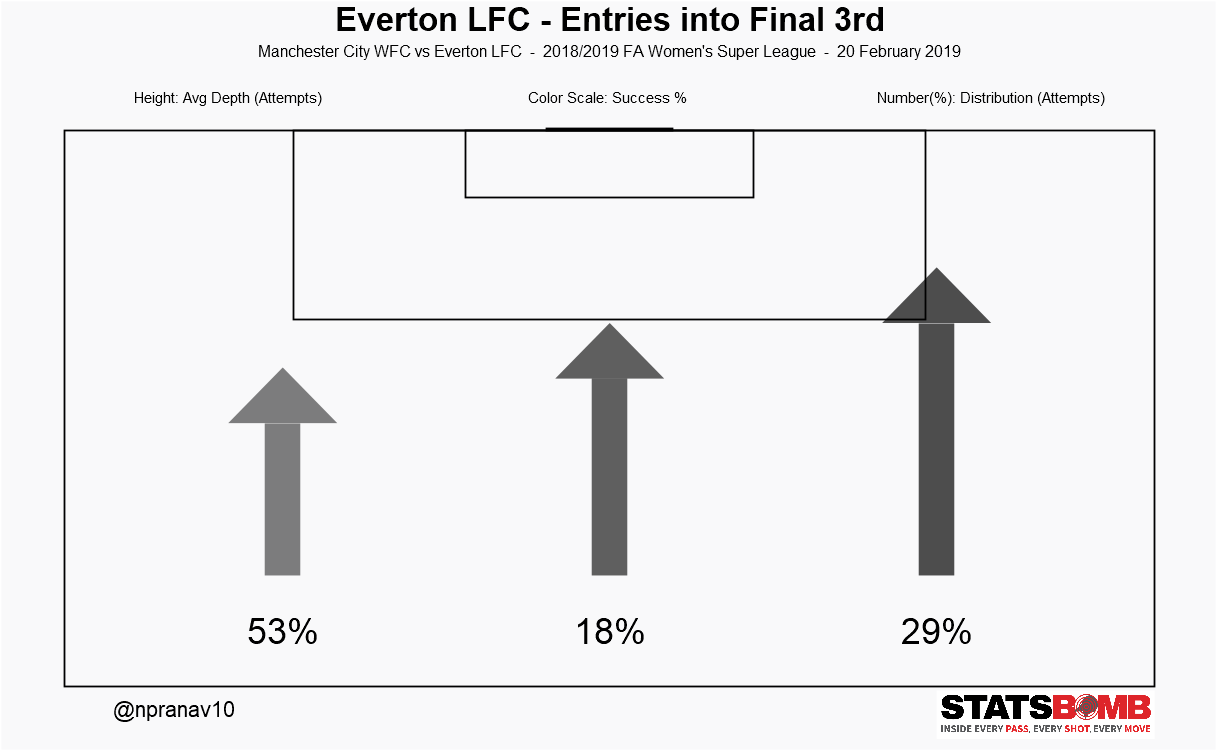 Everton LFC - Entries into Final 3rd
Manchester City WFC vs Everton LFC - 2018/2019 FA Women's Super League - 20 February 2019
Height: Avg Depth (Attempts)
Color Scale: Success %
Number(%): Distribution (Attempts)
53%
18%
29%
@npranav10
STATSBOMB
INSIDE EVERY PASS, EVERY SHOT, EVERY MOVE